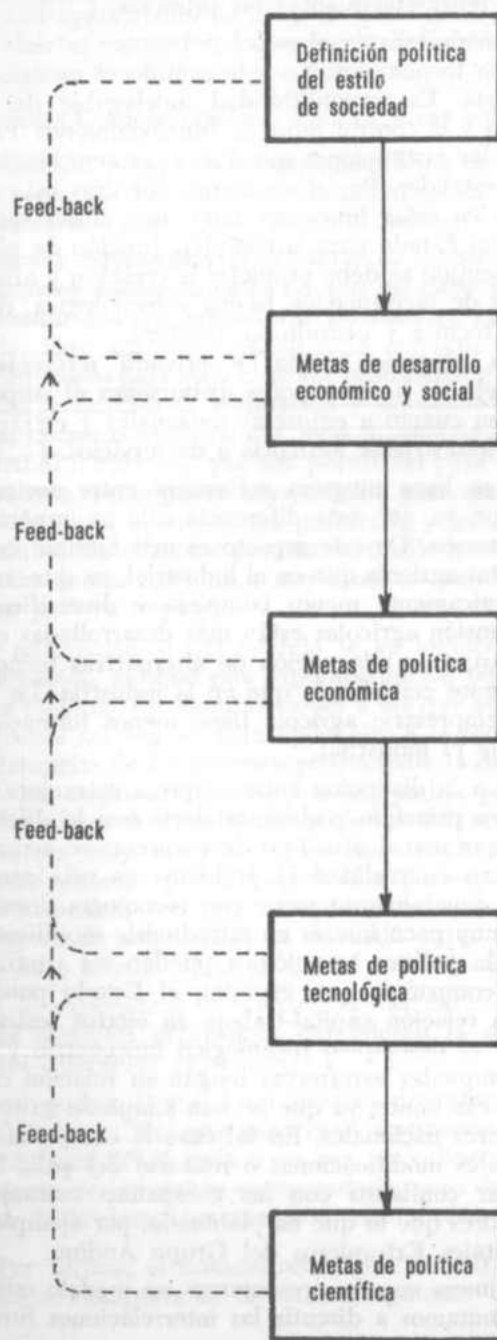 Definición política
del estilo
de sociedad
Feed-back
Metas de desarrollo
económico y social
Feed-back
Metas de política
económica
Feed-back
Metas de política
tecnológica
Feed-back
Metas de política
científica